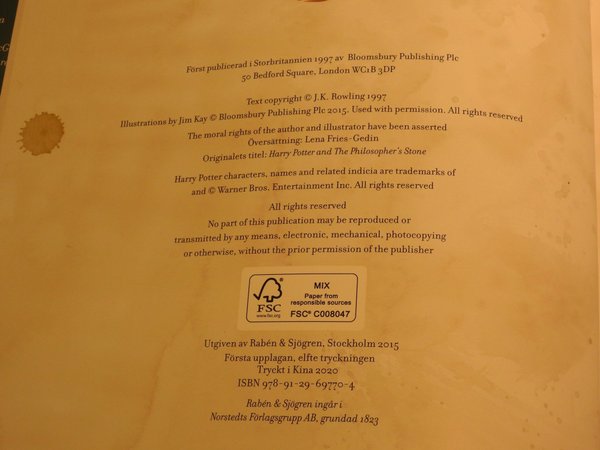 Först publicerad i Storbritannien 1997 av Bloomsbury Publishing Plc
50 Bedford Square, London WC1B 3DP
Text copyright © J.K. Rowling 1997
Illustrations by Jim Kay © Bloomsbury Publishing Plc 2015. Used with permission. All rights reserved
The moral rights of the author and illustrator have been asserted
Översättning: Lena Fries-Gedin
Originalets titel: Harry Potter and The Philosopher's Stone
Harry Potter characters, names and related indicia are trademarks of
and © Warner Bros. Entertainment Inc. All rights reserved
All rights reserved
No part of this publication may be reproduced or
transmitted by any means, electronic, mechanical, photocopying
or otherwise, without the prior permission of the publisher
FSC
www.fsc.org
MIX
Paper from
responsible sources
FSC® C008047
Utgiven av Rabén & Sjögren, Stockholm 2015
Första upplagan, elfte tryckningen
Tryckt i Kina 2020
ISBN 978-91-29-69770-4
Rabén & Sjögren ingår i
Norstedts Förlagsgrupp AB, grundad 1823